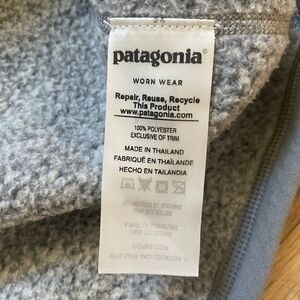 patagonia®
WORN WEAR
Repair, Reuse, Recycle
This Product
www.patagonia.com
100% POLYESTER
EXCLUSIVE OF TRIM
MADE IN THAILAND
FABRIQUÉ EN THAÏLANDE
HECHO EN TAILANDIA